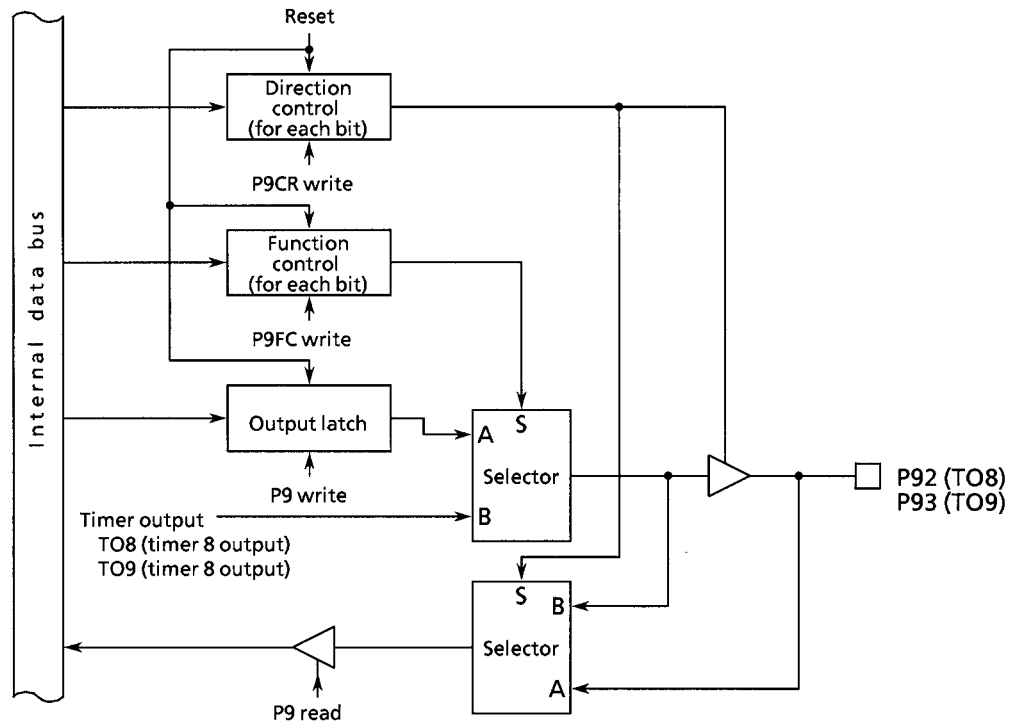 Reset
Direction
control
(for each bit)
P9CR write
Internal data bus
Function
control
(for each bit)
P9FC write
Output latch
P9 write
A
S
Selector
B
P92 (TO8)
P93 (TO9)
Timer output
TO8 (timer 8 output)
TO9 (timer 8 output)
S
B
Selector
A
P9 read